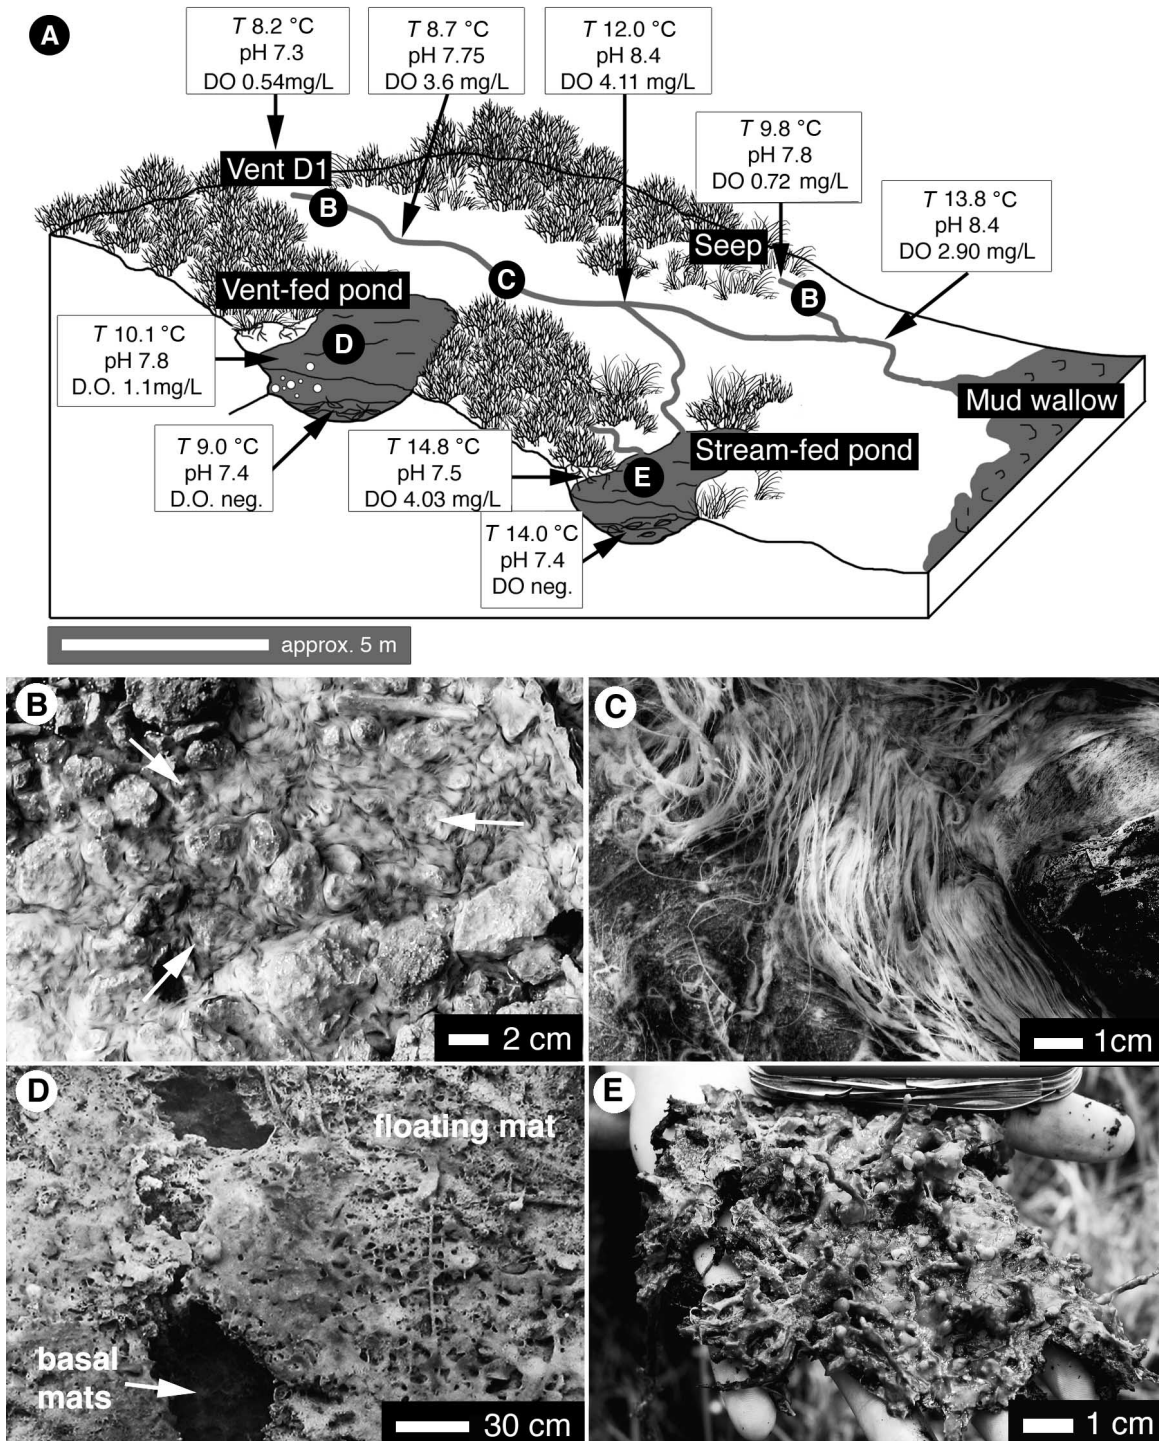 A
T 8.2 °C
pH 7.3
DO 0.54mg/L
T 8.7 °C
pH 7.75
DO 3.6 mg/L
T 12.0 °C
pH 8.4
DO 4.11 mg/L
T 9.8 °C
pH 7.8
DO 0.72 mg/L
T 13.8 °C
pH 8.4
DO 2.90 mg/L
Vent D1
B
Seep
B
C
Vent-fed pond
D
T 10.1 °C
pH 7.8
D.O. 1.1mg/L
Mud wallow
T 9.0 °C
pH 7.4
D.O. neg.
T 14.8 °C
pH 7.5
DO 4.03 mg/L
Stream-fed pond
E
T 14.0 °C
pH 7.4
DO neg.
approx. 5 m
B
2 cm
C
1cm
D
floating mat
basal
mats
30 cm
E
1 cm